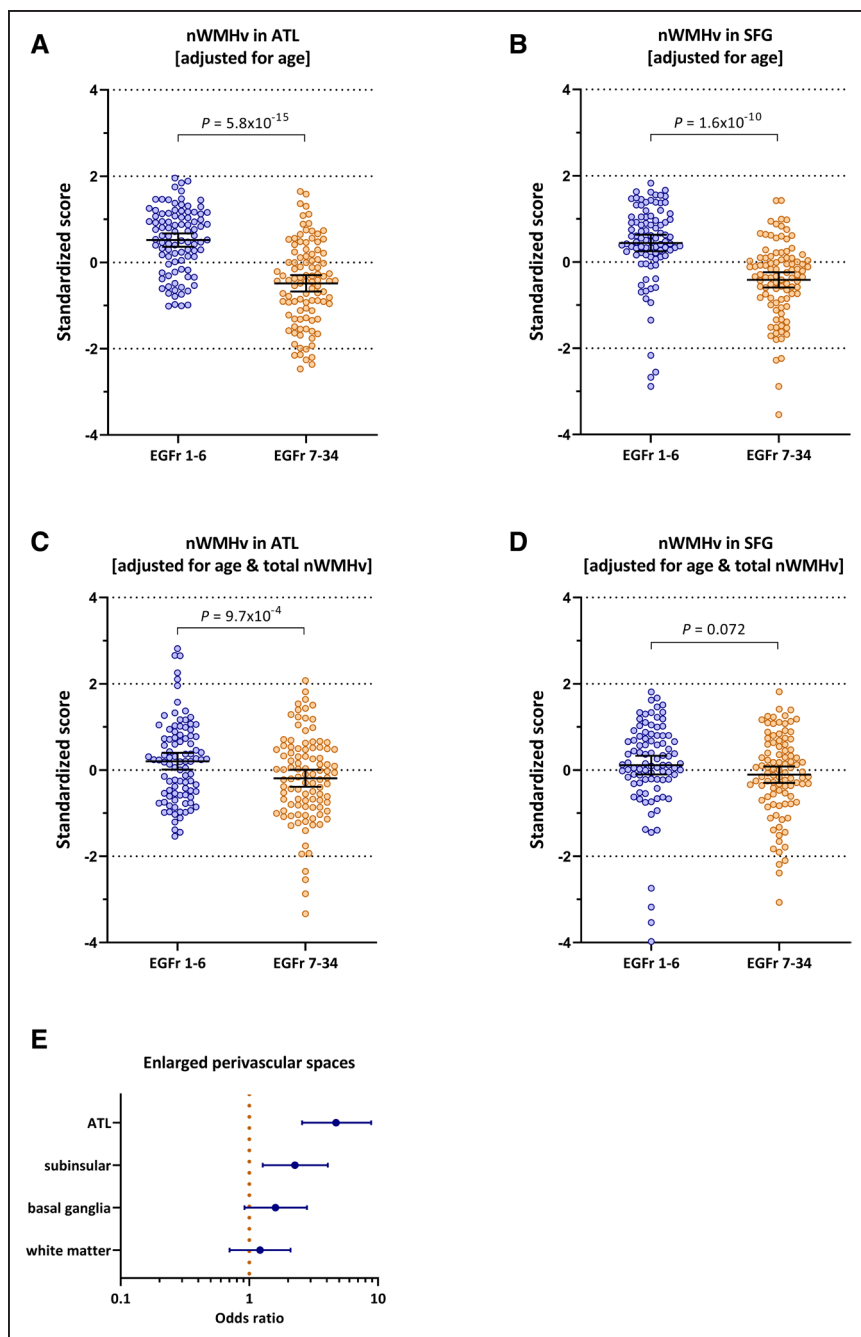 A
nWMHv in ATL
[adjusted for age]
P = 5.8x10-15
Standardized score
4
2
0
-2
-4
EGFr 1-6
EGFr 7-34
B
nWMHv in SFG
[adjusted for age]
P = 1.6x10-10
Standardized score
4
2
0
-2
-4
EGFr 1-6
EGFr 7-34
C
nWMHv in ATL
[adjusted for age & total nWMHv]
P = 9.7x10-4
Standardized score
4
2
0
-2
-4
EGFr 1-6
EGFr 7-34
D
nWMHv in SFG
[adjusted for age & total nWMHv]
P = 0.072
Standardized score
4
2
0
-2
-4
EGFr 1-6
EGFr 7-34
E
Enlarged perivascular spaces
ATL
subinsular
basal ganglia
white matter
0.1
1
10
Odds ratio